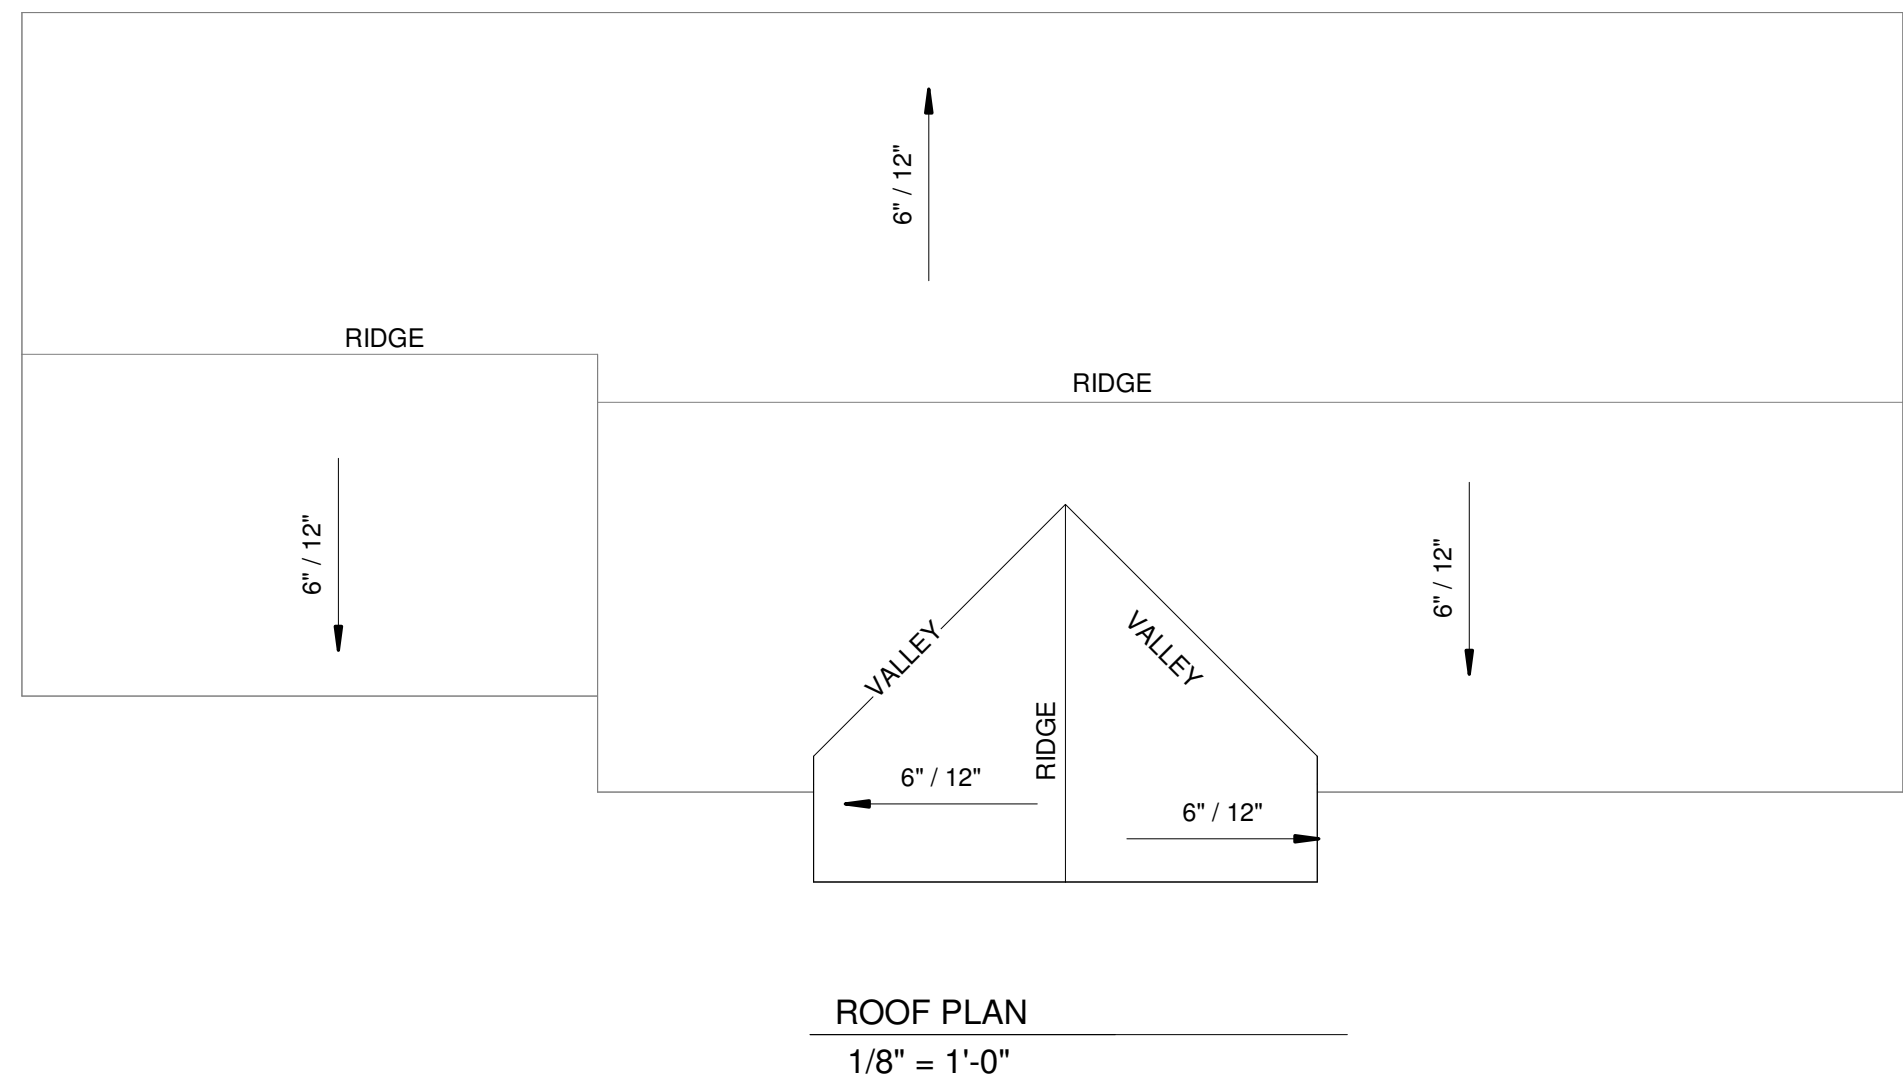 6" / 12"
RIDGE
RIDGE
6" / 12"
6" / 12"
VALLEY
VALLEY
RIDGE
6" / 12"
6" / 12"
ROOF PLAN
1/8" = 1'-0"